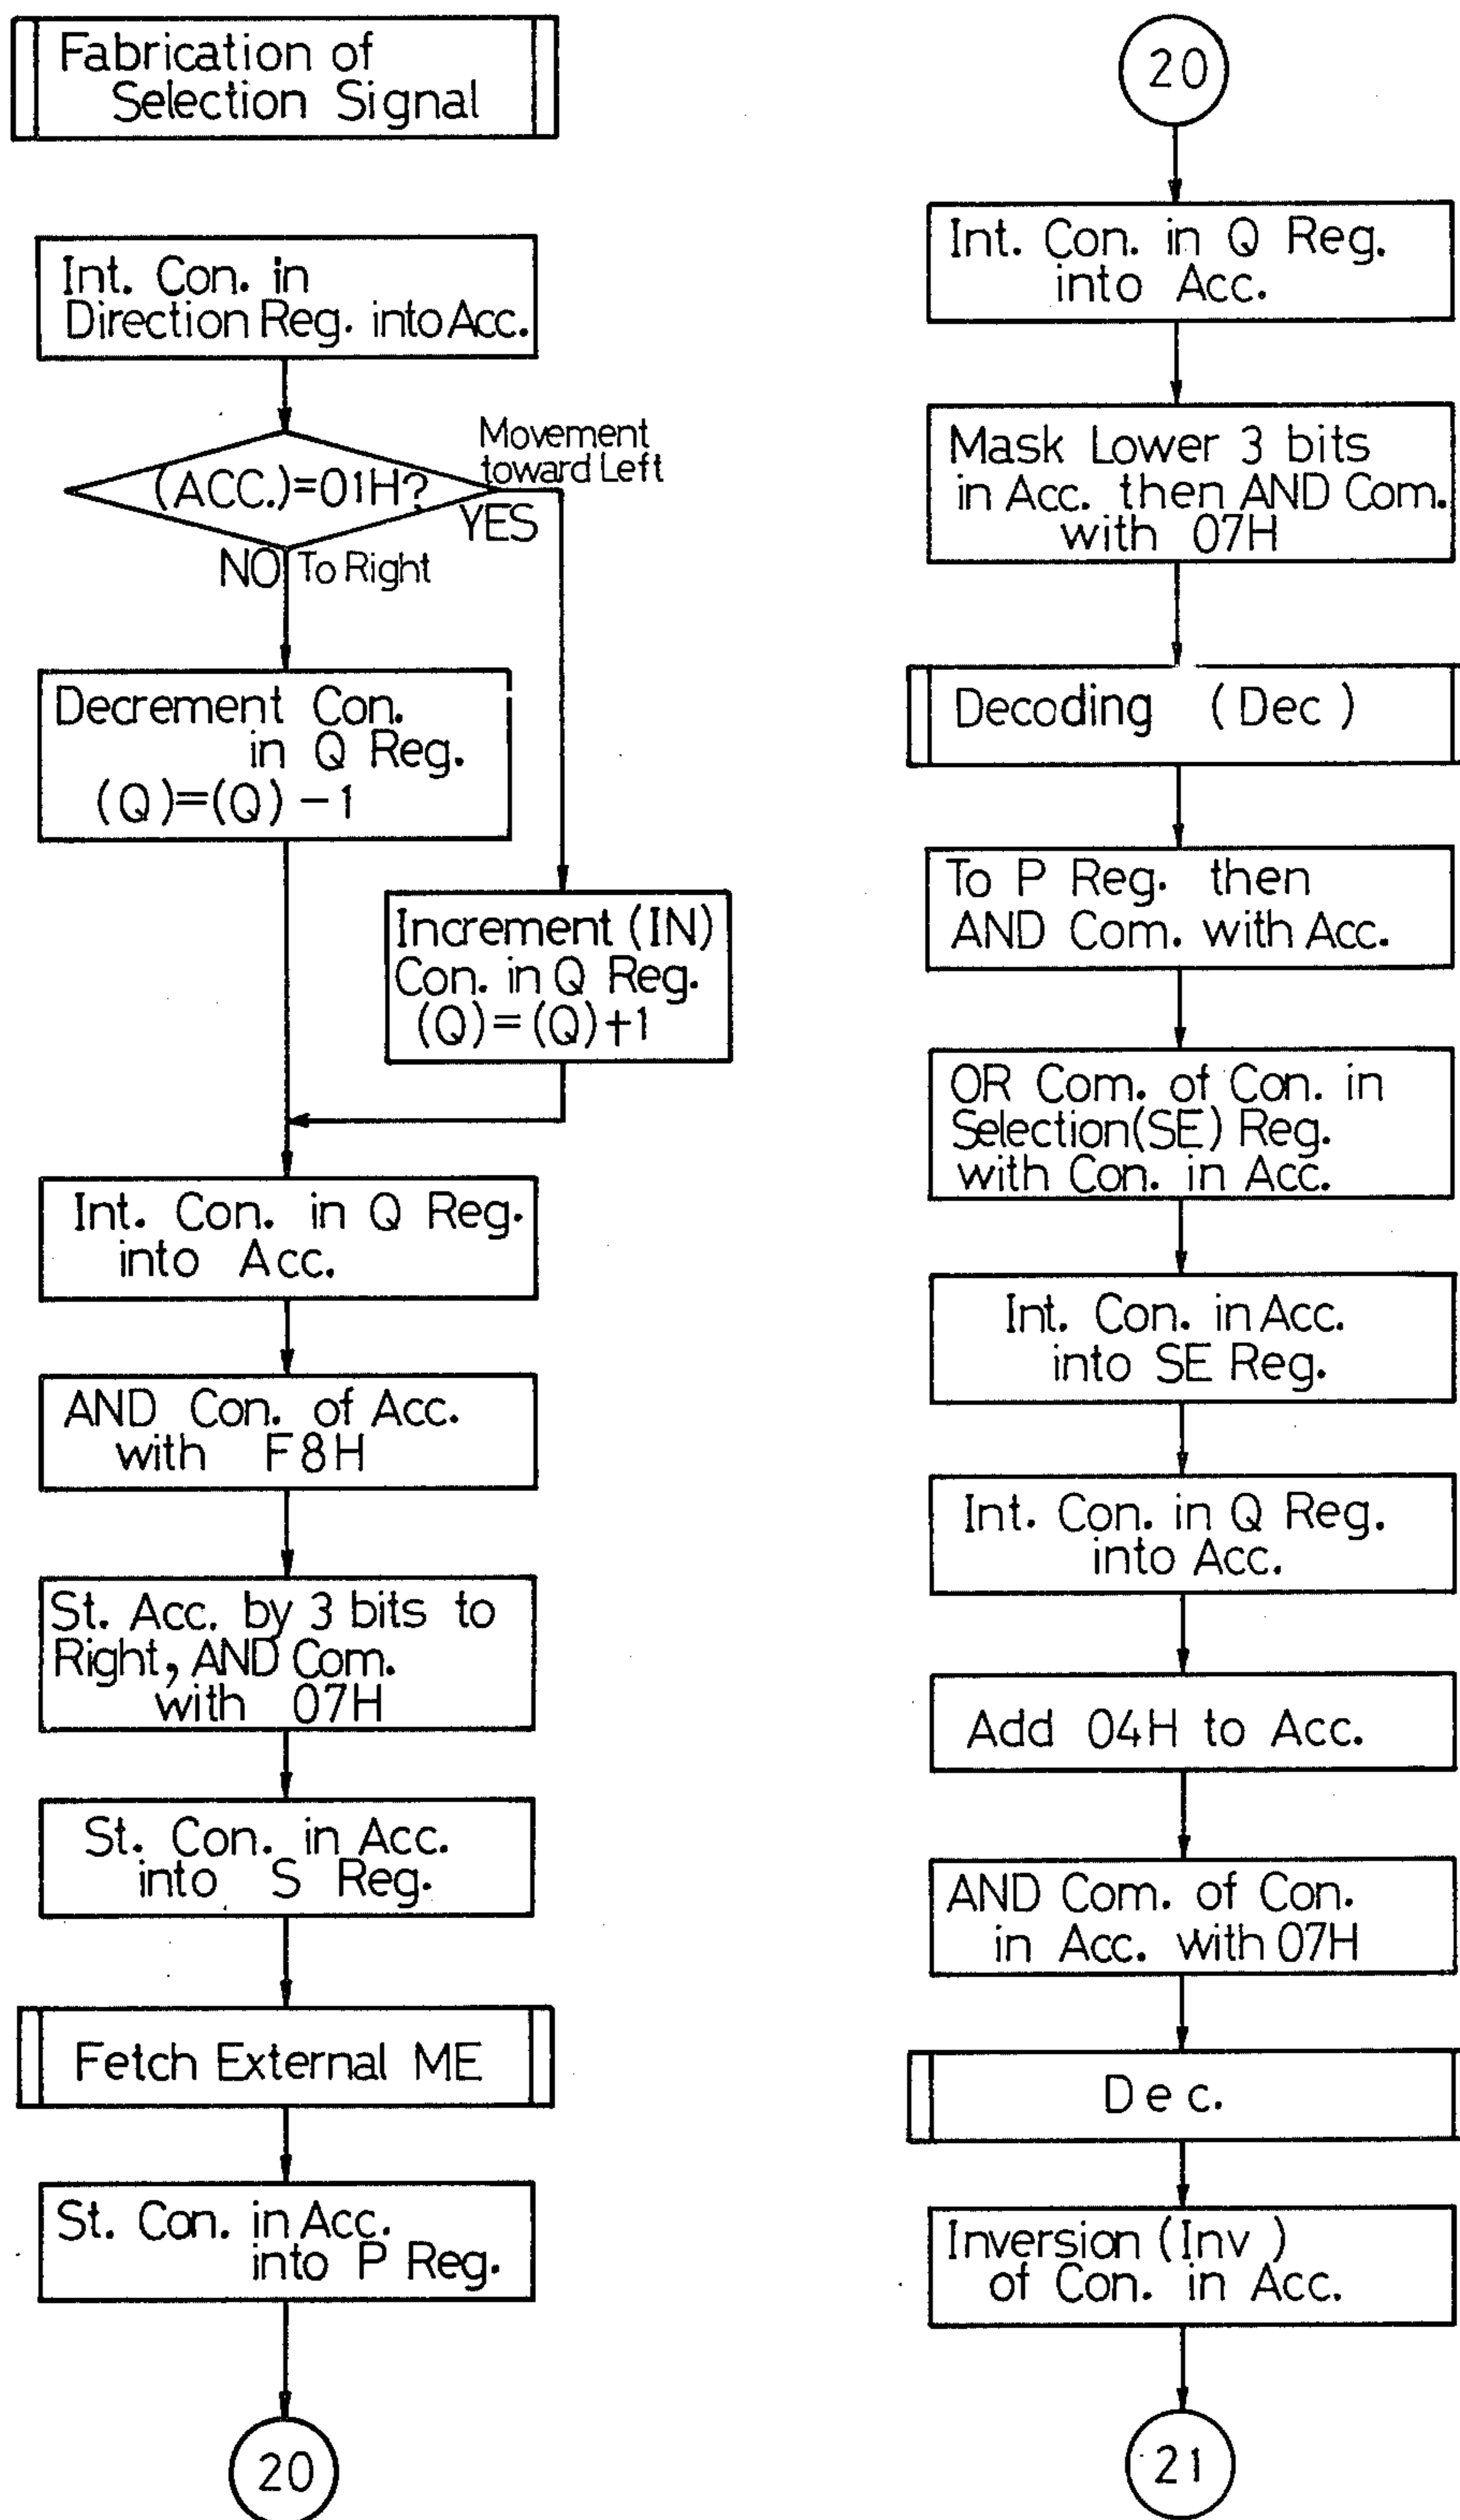 Fabrication of
Selection Signal
Int. Con. in
Direction Reg. into Acc.
(ACC.)=01H?
Movement
toward Left
YES
NO To Right
Decrement Con.
in Q Reg.
(Q)=(Q)-1
Increment (IN)
Con. in Q Reg.
(Q)=(Q)+1
Int. Con. in Q Reg.
into Acc.
AND Con. of Acc.
with F8H
St. Acc. by 3 bits to
Right, AND Com.
with 07H
St. Con. in Acc.
into S Reg.
Fetch External ME
St. Con. in Acc.
into P Reg.
20
20
Int. Con. in Q Reg.
into Acc.
Mask Lower 3 bits
in Acc. then AND Com.
with 07H
Decoding (Dec)
To P Reg. then
AND Com. with Acc.
OR Com. of Con. in
Selection(SE) Reg.
with Con. in Acc.
Int. Con. in Acc.
into SE Reg.
Int. Con. in Q Reg.
into Acc.
Add 04H to Acc.
AND Com. of Con.
in Acc. with 07H
Dec.
Inversion (Inv)
of Con. in Acc.
21